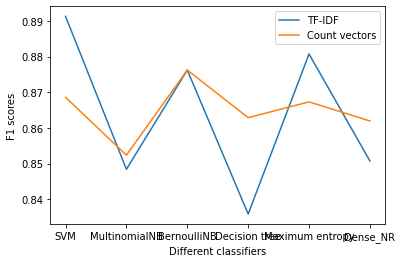 TF-IDF
Count vectors
0.89
0.88
0.87
0.86
0.85
0.84
F1 scores
SVM MultinomialNB BernoulliNB Decision tree Maximum entropy Dense_NR
Different classifiers